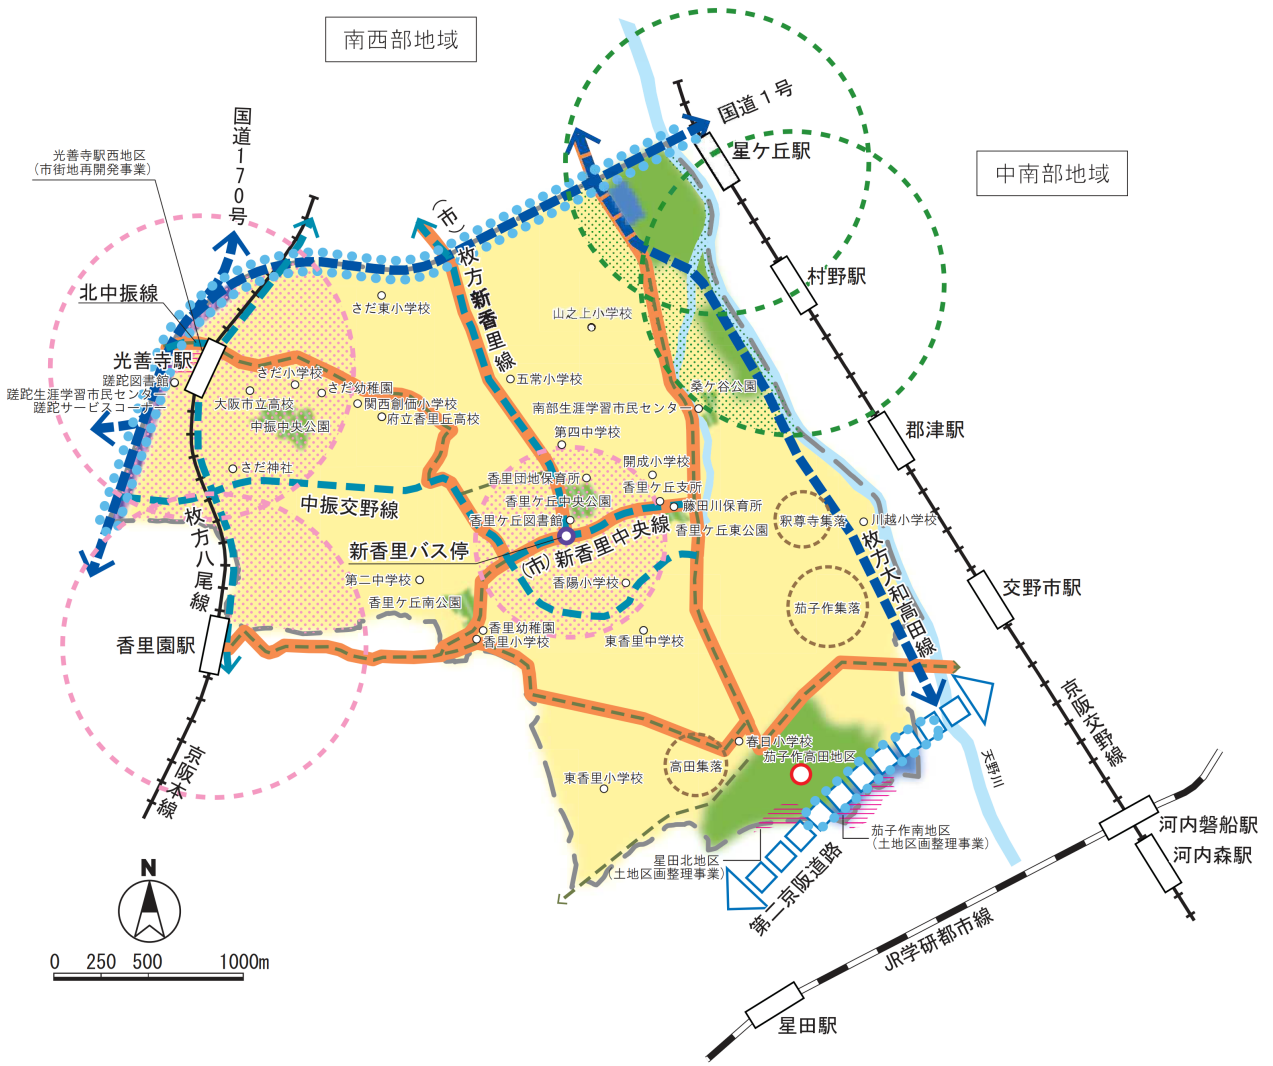 南西部地域
中南部地域
国道170号
国道1号
光善寺駅西地区
(市街地再開発事業)
星ケ丘駅
(市)枚方新香里線
村野駅
北中振線
さだ東小学校
山之上小学校
光善寺駅
蹉跎図書館
蹉跎生涯学習市民センター
蹉跎サービスコーナー
さだ小学校
さだ幼稚園
大阪市立高校
関西創価小学校
府立香里丘高校
中振中央公園
五常小学校
桑ケ谷公園
南部生涯学習市民センター
郡津駅
第四中学校
さだ神社
開成小学校
香里団地保育所
香里ケ丘支所
香里ケ丘中央公園
藤田川保育所
中振交野線
香里ケ丘図書館
香里ケ丘東公園
釈尊寺集落
川越小学校
枚方八尾線
新香里バス停
(市)新香里中央線
枚方大和高田線
第二中学校
香陽小学校
交野市駅
香里ケ丘南公園
茄子作集落
香里園駅
香里幼稚園
香里小学校
東香里中学校
京阪交野線
京阪本線
春日小学校
茄子作高田地区
高田集落
東香里小学校
天野川
茄子作南地区
(土地区画整理事業)
星田北地区
(土地区画整理事業)
第二京阪道路
河内磐船駅
河内森駅
N
JR学研都市線
0 250 500 1000m
星田駅